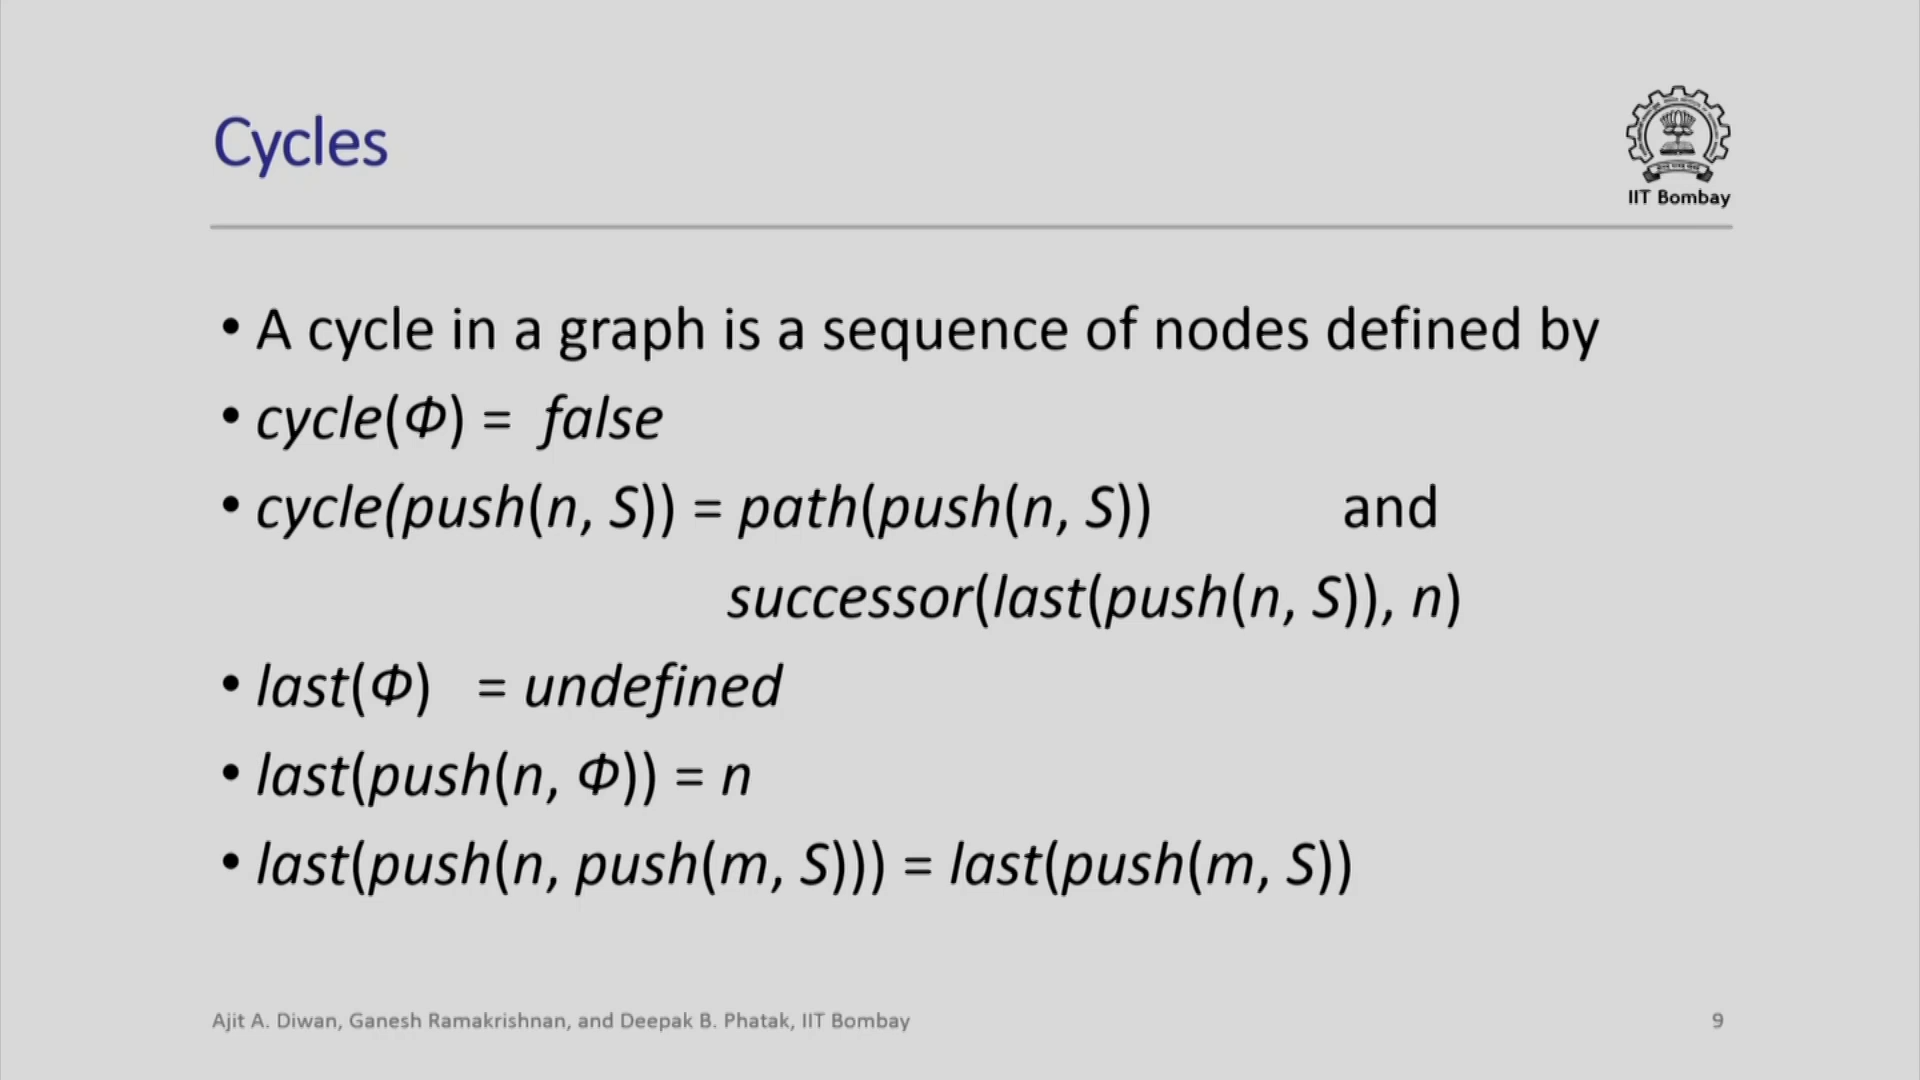 Cycles
IIT Bombay
• A cycle in a graph is a sequence of nodes defined by
• cycle(Φ) = false
• cycle(push(n, S)) = path(push(n, S)) and
successor(last(push(n, S)), n)
• last(Φ) = undefined
• last(push(n, Φ)) = n
• last(push(n, push(m, S))) = last(push(m, S))
Ajit A. Diwan, Ganesh Ramakrishnan, and Deepak B. Phatak, IIT Bombay
9